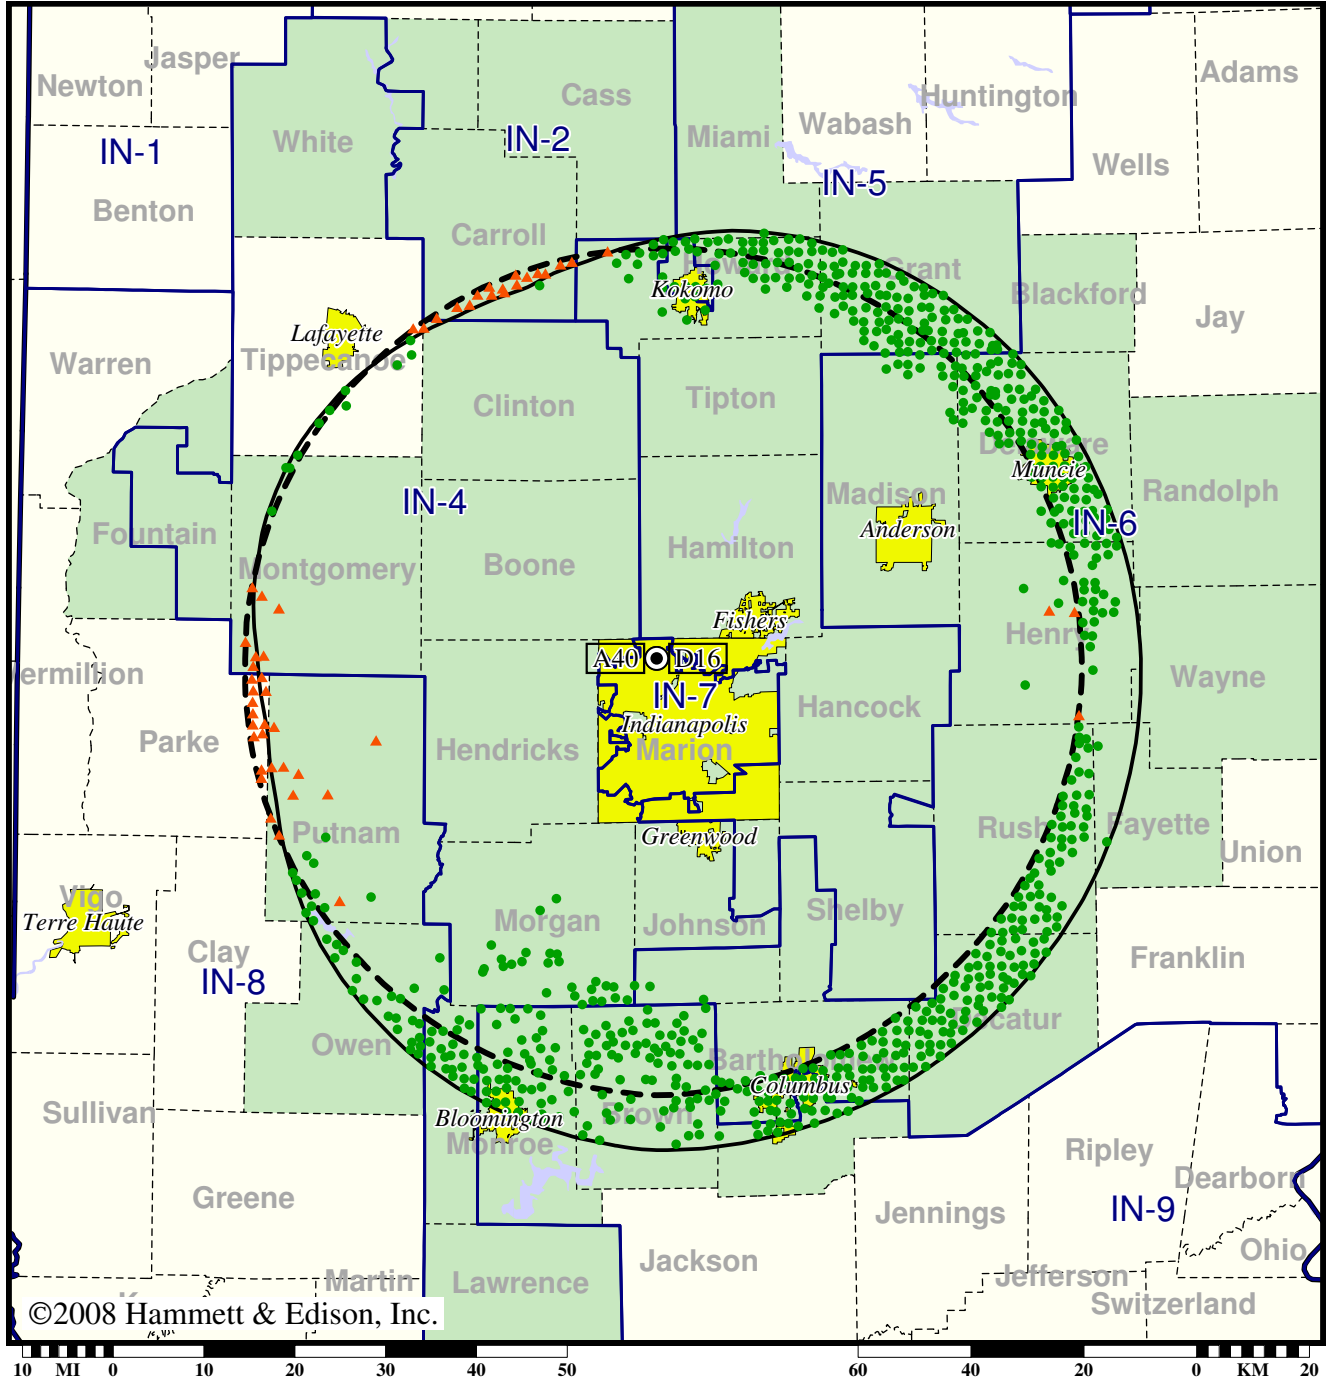 Jasper
Newton
Cass
Adams
Huntington
White
Miami
Wabash
IN-1
IN-2
Wells
IN-5
Benton
Carroll
Howard
Grant
Blackford
Kokomo
Jay
Lafayette
Warren
Tippecanoe
Clinton
Tipton
Delaware
Muncie
Madison
Randolph
IN-4
IN-6
Fountain
Anderson
Hamilton
Montgomery
Boone
Fishers
Henry
A40
D16
ermillion
Wayne
IN-7
Hancock
Indianapolis
Parke
Hendricks
Marion
Putnam
Greenwood
Rush
Fayette
Union
Vigo
Terre Haute
Morgan
Johnson
Shelby
Clay
Franklin
IN-8
Decatur
Owen
Bartholomew
Columbus
Sullivan
Bloomington
Brown
Monroe
Ripley
Dearborn
Greene
Jennings
IN-9
Jackson
Ohio
Martin
Lawrence
Jefferson
Switzerland
©2008 Hammett & Edison, Inc.
10 MI 0 10 20 30 40 50 60 40 20 0 KM 20